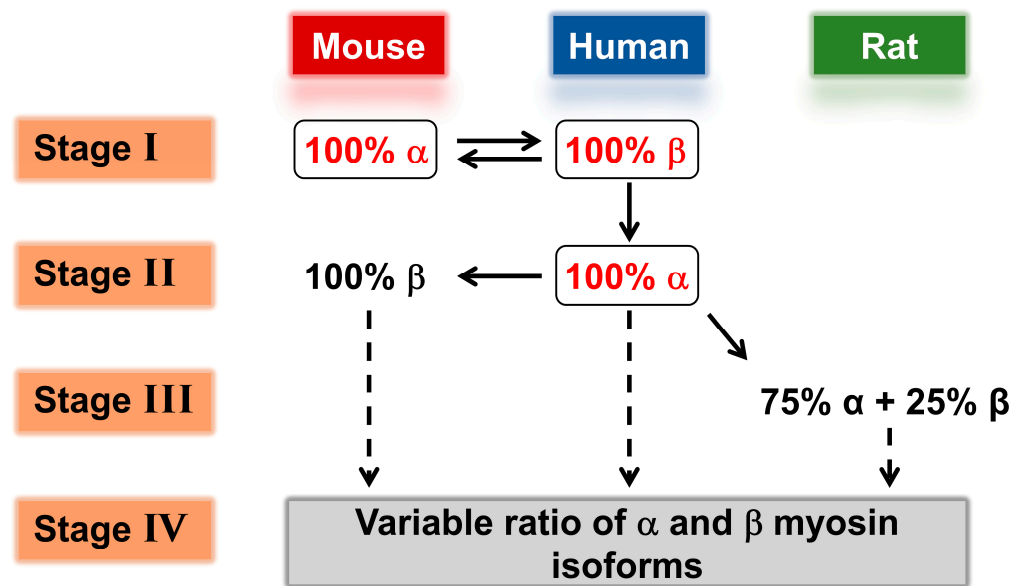 Mouse
Human
Rat
Stage I
100% α
100% β
Stage II
100% β
100% α
Stage III
75% α + 25% β
Stage IV
Variable ratio of α and β myosin
isoforms